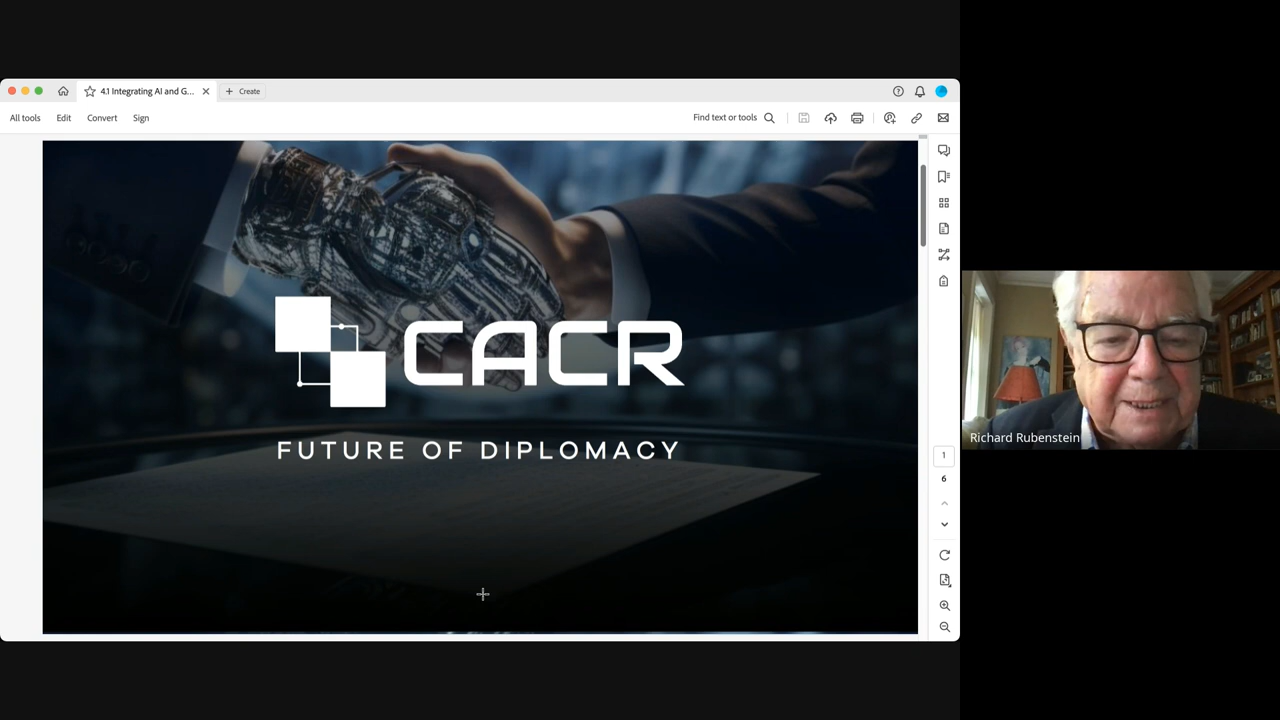 4.1 Integrating AI and G...
Create
All tools
Edit
Convert
Sign
Find text or tools
CACR
FUTURE OF DIPLOMACY
1
6
Richard Rubenstein